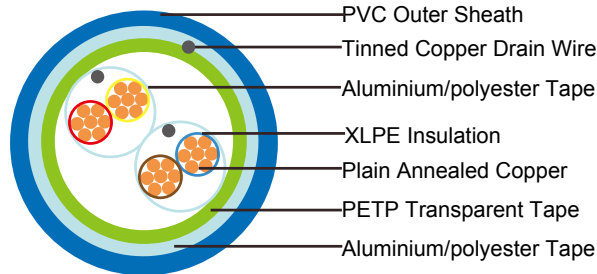 PVC Outer Sheath
Tinned Copper Drain Wire
Aluminium/polyester Tape
XLPE Insulation
Plain Annealed Copper
PETP Transparent Tape
Aluminium/polyester Tape